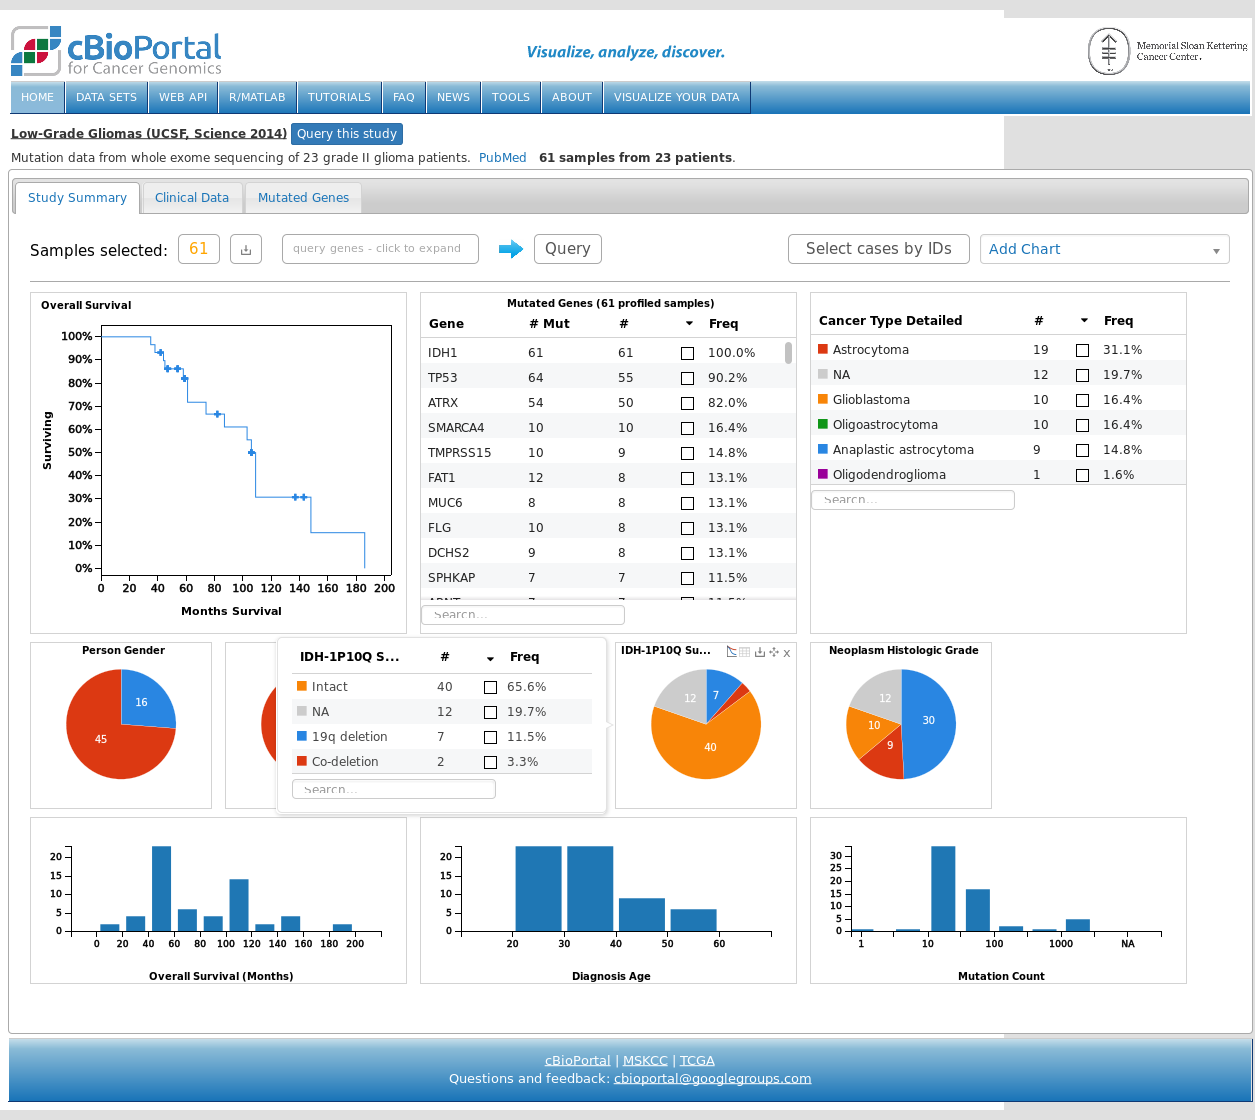 cBioPortal
for Cancer Genomics
Visualize, analyze, discover.
Memorial Sloan Kettering
Cancer Center.
HOME DATA SETS WEB API R/MATLAB TUTORIALS FAQ NEWS TOOLS ABOUT VISUALIZE YOUR DATA
Low-Grade Gliomas (UCSF, Science 2014) Query this study
Mutation data from whole exome sequencing of 23 grade II glioma patients. PubMed 61 samples from 23 patients.
Study Summary Clinical Data Mutated Genes
Samples selected: 61 query genes - click to expand Query Select cases by IDs Add Chart
Overall Survival
100%
90%
80%
70%
60%
50%
40%
30%
20%
10%
0%
Surviving
0 20 40 60 80 100 120 140 160 180 200
Months Survival
Mutated Genes (61 profiled samples)
Gene # Mut # Freq
IDH1 61 61 100.0%
TP53 64 55 90.2%
ATRX 54 50 82.0%
SMARCA4 10 10 16.4%
TMPRSS15 10 9 14.8%
FAT1 12 8 13.1%
MUC6 8 8 13.1%
FLG 10 8 13.1%
DCHS2 9 8 13.1%
SPHKAP 7 7 11.5%
Search...
Cancer Type Detailed # Freq
Astrocytoma 19 31.1%
NA 12 19.7%
Glioblastoma 10 16.4%
Oligoastrocytoma 10 16.4%
Anaplastic astrocytoma 9 14.8%
Oligodendroglioma 1 1.6%
Search...
Person Gender
16
45
IDH-1P10Q S... # Freq
Intact 40 65.6%
NA 12 19.7%
19q deletion 7 11.5%
Co-deletion 2 3.3%
Search...
IDH-1P10Q Su... x
12 7
40
Neoplasm Histologic Grade
12
30
10
9
20
15
10
5
0
0 20 40 60 80 100 120 140 160 180 200
Overall Survival (Months)
20
15
10
5
0
20 30 40 50 60
Diagnosis Age
30
25
20
15
10
5
0
1 10 100 1000 NA
Mutation Count
cBioPortal | MSKCC | TCGA
Questions and feedback: cbioportal@googlegroups.com